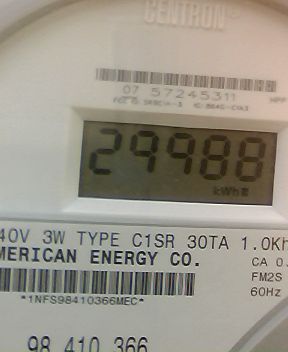 CENTRON®
07 57245311
29988
kWh
40V 3W TYPE C1SR 30TA 1.0Kh
MERICAN ENERGY CO.
CA 0.
FM2S
60Hz
*1NFS98410366MEC*
98 410 366